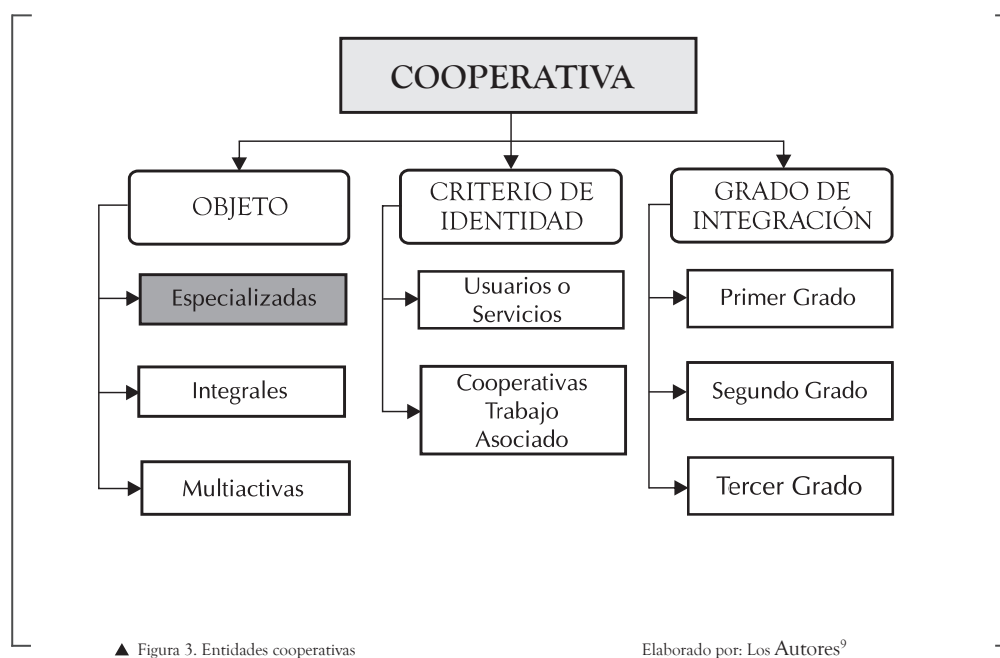 COOPERATIVA
OBJETO
Especializadas
Integrales
Multiactivas
CRITERIO DE
IDENTIDAD
Usuarios o
Servicios
Cooperativas
Trabajo
Asociado
GRADO DE
INTEGRACIÓN
Primer Grado
Segundo Grado
Tercer Grado
▲ Figura 3. Entidades cooperativas
Elaborado por: Los Autores⁹